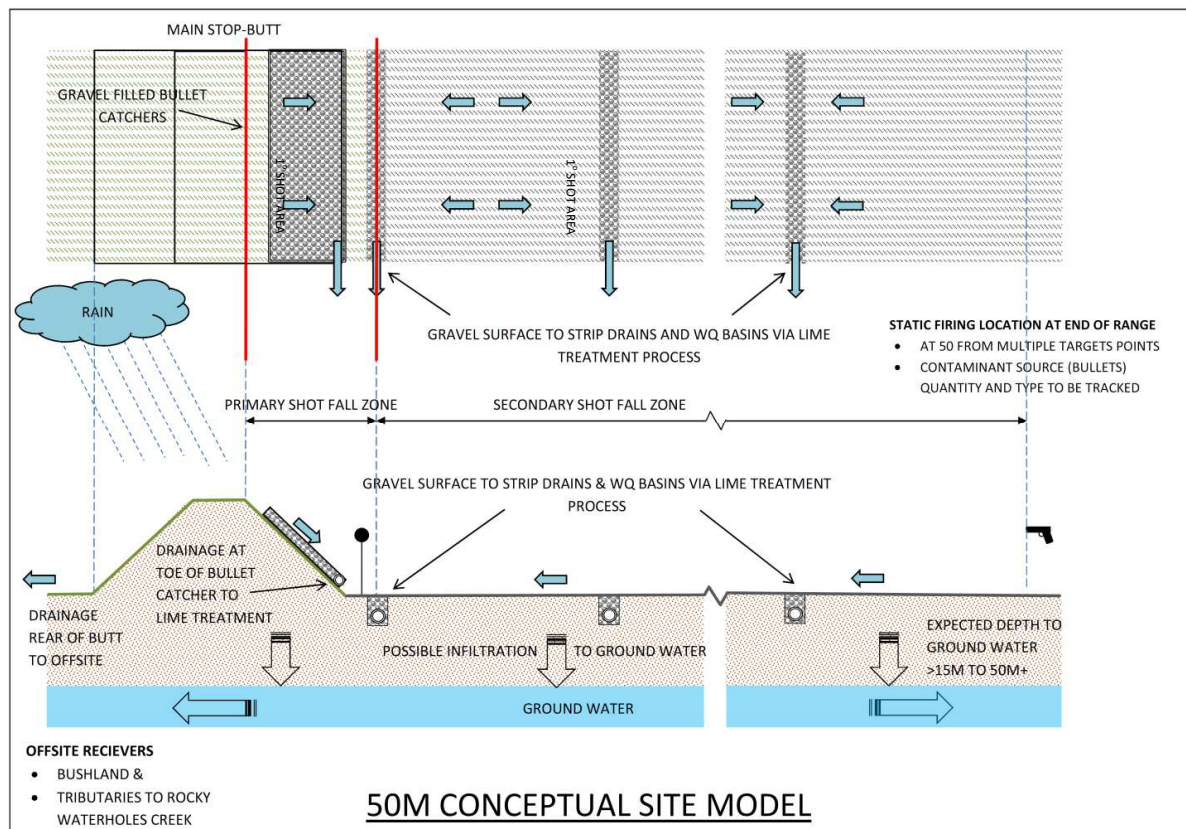 MAIN STOP-BUTT
GRAVEL FILLED BULLET
CATCHERS
1° SHOT AREA
1° SHOT AREA
RAIN
GRAVEL SURFACE TO STRIP DRAINS AND WQ BASINS VIA LIME
TREATMENT PROCESS
STATIC FIRING LOCATION AT END OF RANGE
• AT 50 FROM MULTIPLE TARGETS POINTS
• CONTAMINANT SOURCE (BULLETS)
QUANTITY AND TYPE TO BE TRACKED
PRIMARY SHOT FALL ZONE
SECONDARY SHOT FALL ZONE
GRAVEL SURFACE TO STRIP DRAINS & WQ BASINS VIA LIME TREATMENT
PROCESS
DRAINAGE AT
TOE OF BULLET
CATCHER TO
LIME TREATMENT
DRAINAGE
REAR OF BUTT
TO OFFSITE
POSSIBLE INFILTRATION TO GROUND WATER
EXPECTED DEPTH TO
GROUND WATER
>15M TO 50M+
GROUND WATER
OFFSITE RECIEVERS
• BUSHLAND &
• TRIBUTARIES TO ROCKY
WATERHOLES CREEK
50M CONCEPTUAL SITE MODEL